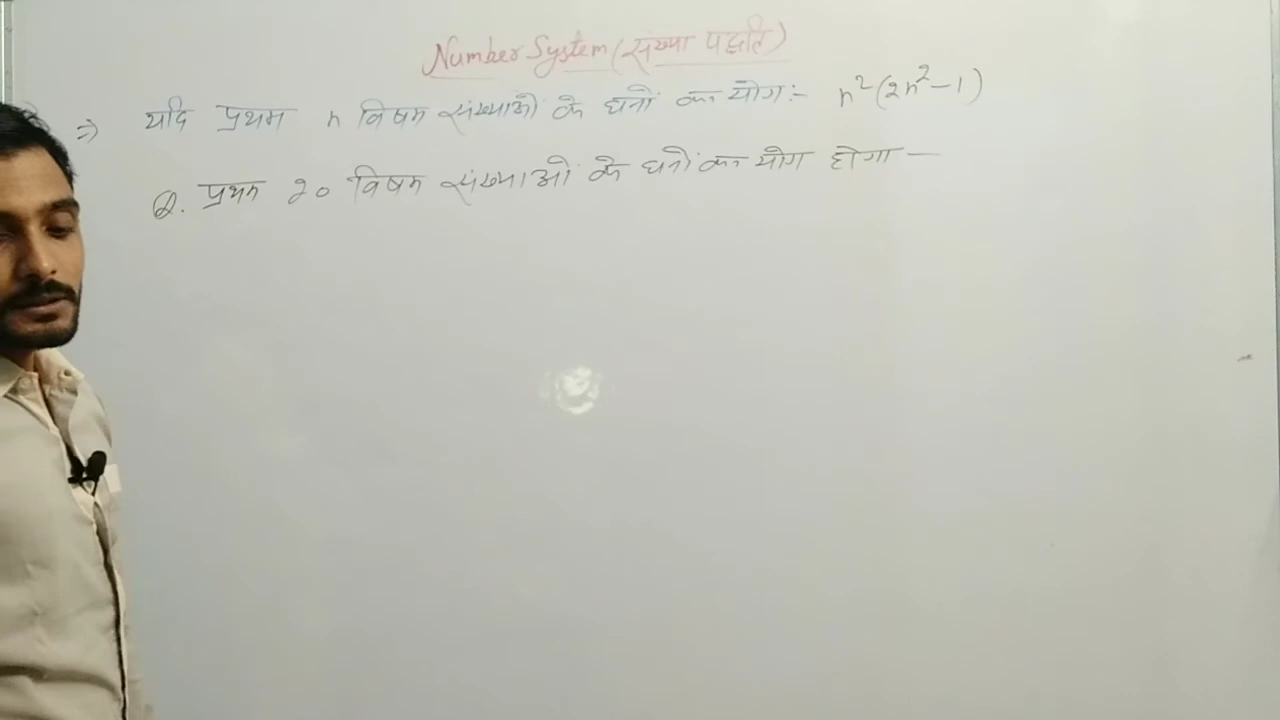 Number System (संख्या पद्धति)
⇒ यदि प्रथम n विषम संख्याओं के घनों का योग:- n²(2n²-1)
Q. प्रथम 20 विषम संख्याओं के घनों का योग होगा —